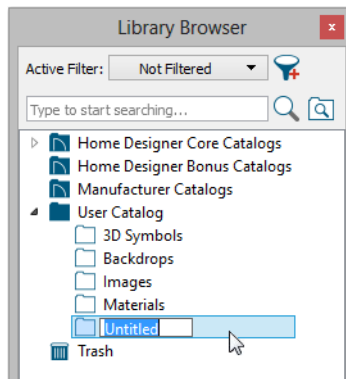 Library Browser
x
Active Filter: Not Filtered
Type to start searching...
Home Designer Core Catalogs
Home Designer Bonus Catalogs
Manufacturer Catalogs
User Catalog
3D Symbols
Backdrops
Images
Materials
Untitled
Trash